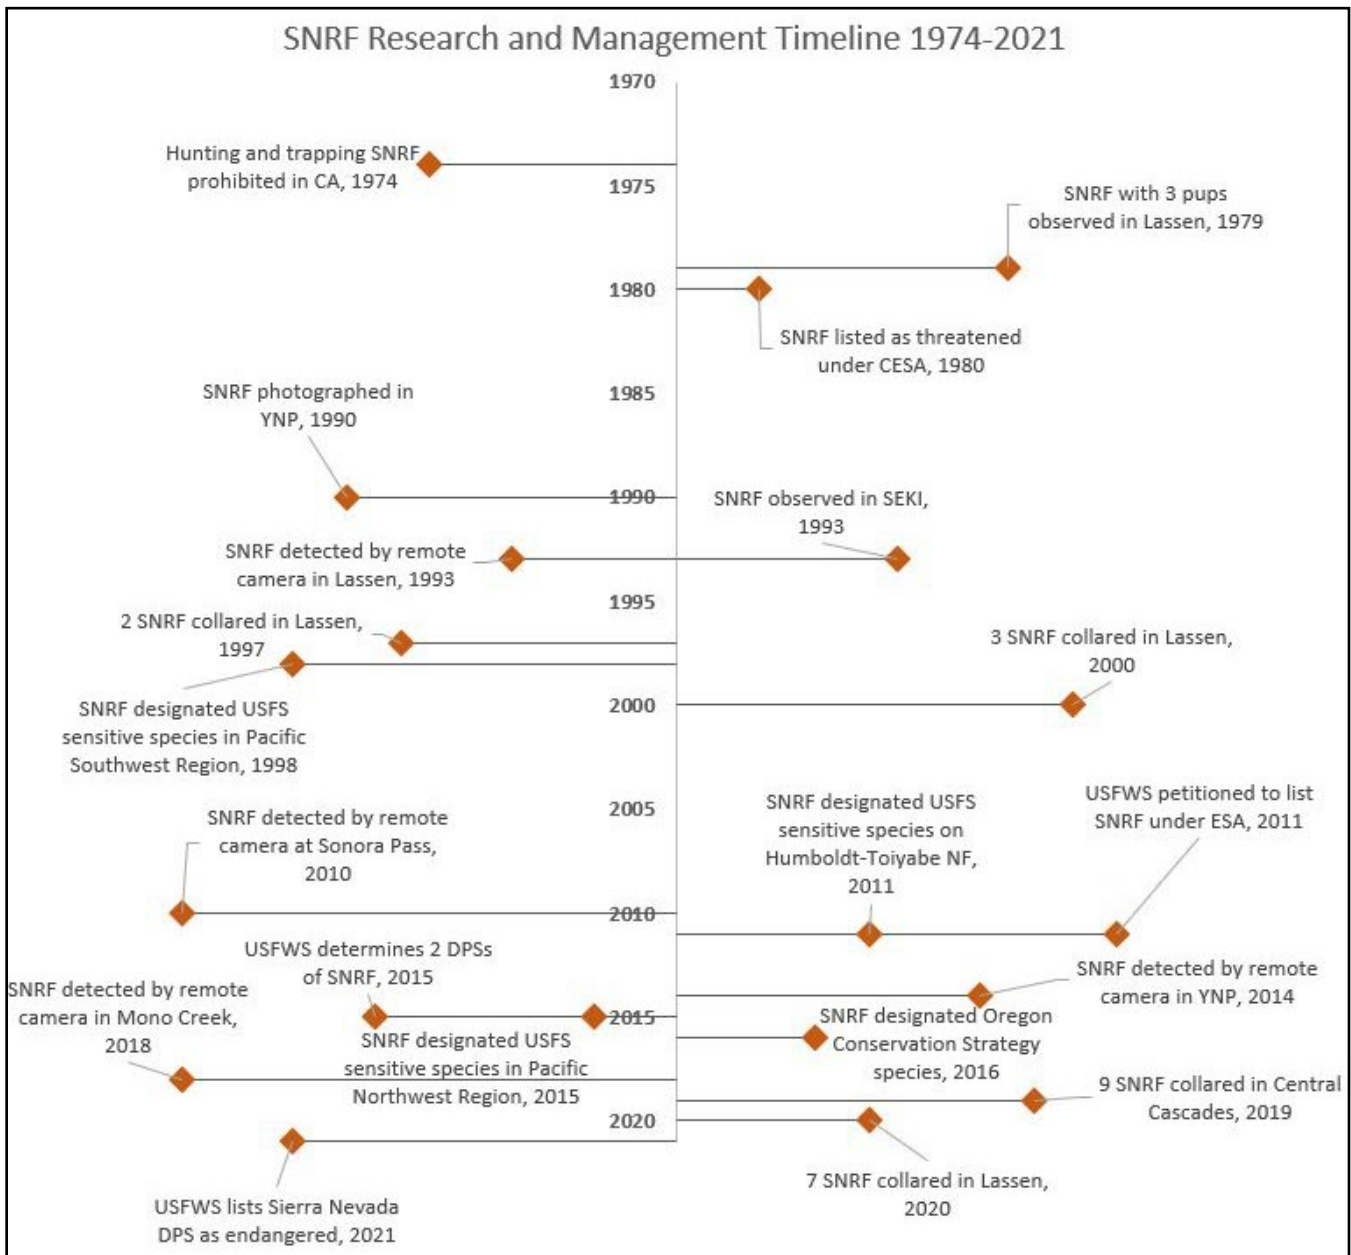 SNRF Research and Management Timeline 1974-2021
1970
Hunting and trapping SNRF
prohibited in CA, 1974
1975
SNRF with 3 pups
observed in Lassen, 1979
1980
SNRF listed as threatened
under CESA, 1980
SNRF photographed in
YNP, 1990
1985
1990
SNRF observed in SEKI,
1993
SNRF detected by remote
camera in Lassen, 1993
1995
2 SNRF collared in Lassen,
1997
3 SNRF collared in Lassen,
2000
2000
SNRF designated USFS
sensitive species in Pacific
Southwest Region, 1998
2005
SNRF detected by remote
camera at Sonora Pass,
2010
SNRF designated USFS
sensitive species on
Humboldt-Toiyabe NF,
2011
USFWS petitioned to list
SNRF under ESA, 2011
2010
USFWS determines 2 DPSs
of SNRF, 2015
SNRF detected by remote
camera in YNP, 2014
SNRF detected by remote
camera in Mono Creek,
2018
2015
SNRF designated Oregon
Conservation Strategy
species, 2016
SNRF designated USFS
sensitive species in Pacific
Northwest Region, 2015
9 SNRF collared in Central
Cascades, 2019
2020
7 SNRF collared in Lassen,
2020
USFWS lists Sierra Nevada
DPS as endangered, 2021